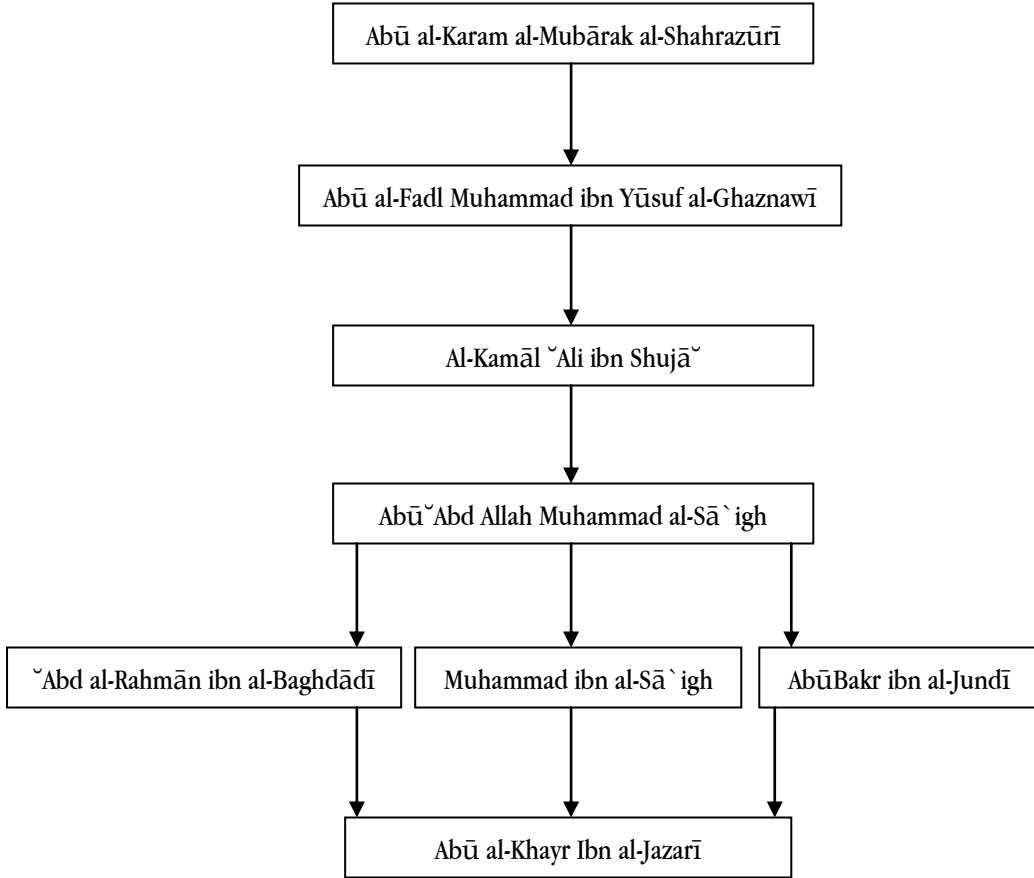 Abū al-Karam al-Mubārak al-Shahrazūrī
Abū al-Fadl Muhammad ibn Yūsuf al-Ghaznawī
Al-Kamāl ˘Ali ibn Shujā˘
Abū˘Abd Allah Muhammad al-Sā`igh
˘Abd al-Rahmān ibn al-Baghdādī
Muhammad ibn al-Sā`igh
AbūBakr ibn al-Jundī
Abū al-Khayr Ibn al-Jazarī